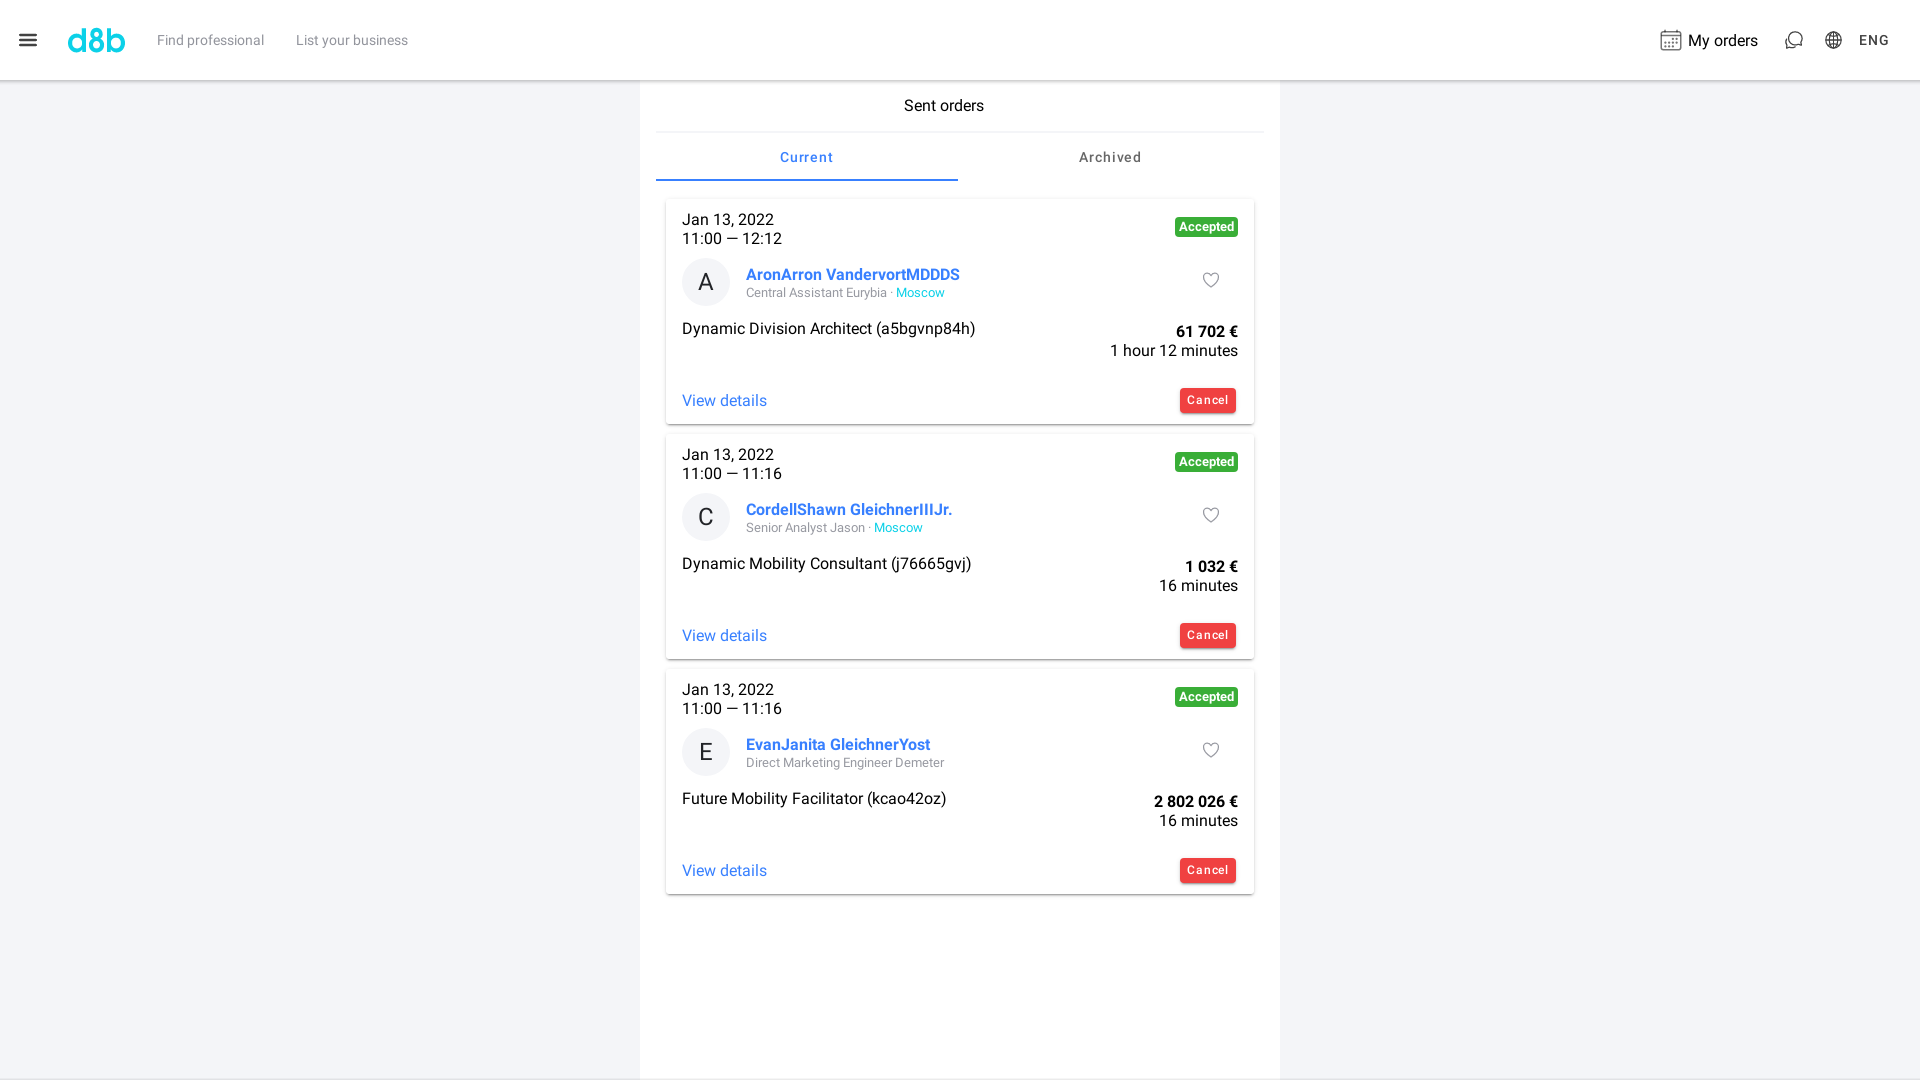 d8b
Find professional
List your business
My orders
ENG
Sent orders
Current
Archived
Jan 13, 2022
11:00 — 12:12
Accepted
A
AronArron VandervortMDDDS
Central Assistant Eurybia · Moscow
Dynamic Division Architect (a5bgvnp84h)
61 702 €
1 hour 12 minutes
View details
Cancel
Jan 13, 2022
11:00 — 11:16
Accepted
C
CordellShawn GleichnerIIIJr.
Senior Analyst Jason · Moscow
Dynamic Mobility Consultant (j76665gvj)
1 032 €
16 minutes
View details
Cancel
Jan 13, 2022
11:00 — 11:16
Accepted
E
EvanJanita GleichnerYost
Direct Marketing Engineer Demeter
Future Mobility Facilitator (kcao42oz)
2 802 026 €
16 minutes
View details
Cancel